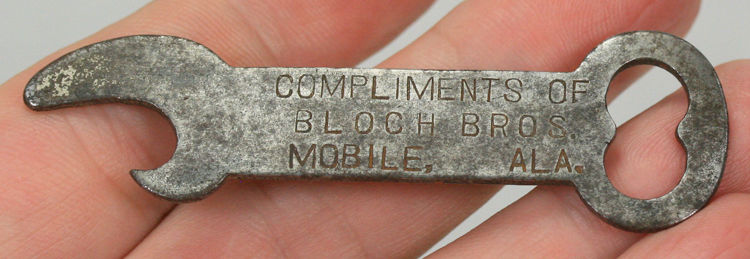 COMPLIMENTS OF
BLOCH BROS.
MOBILE, ALA.